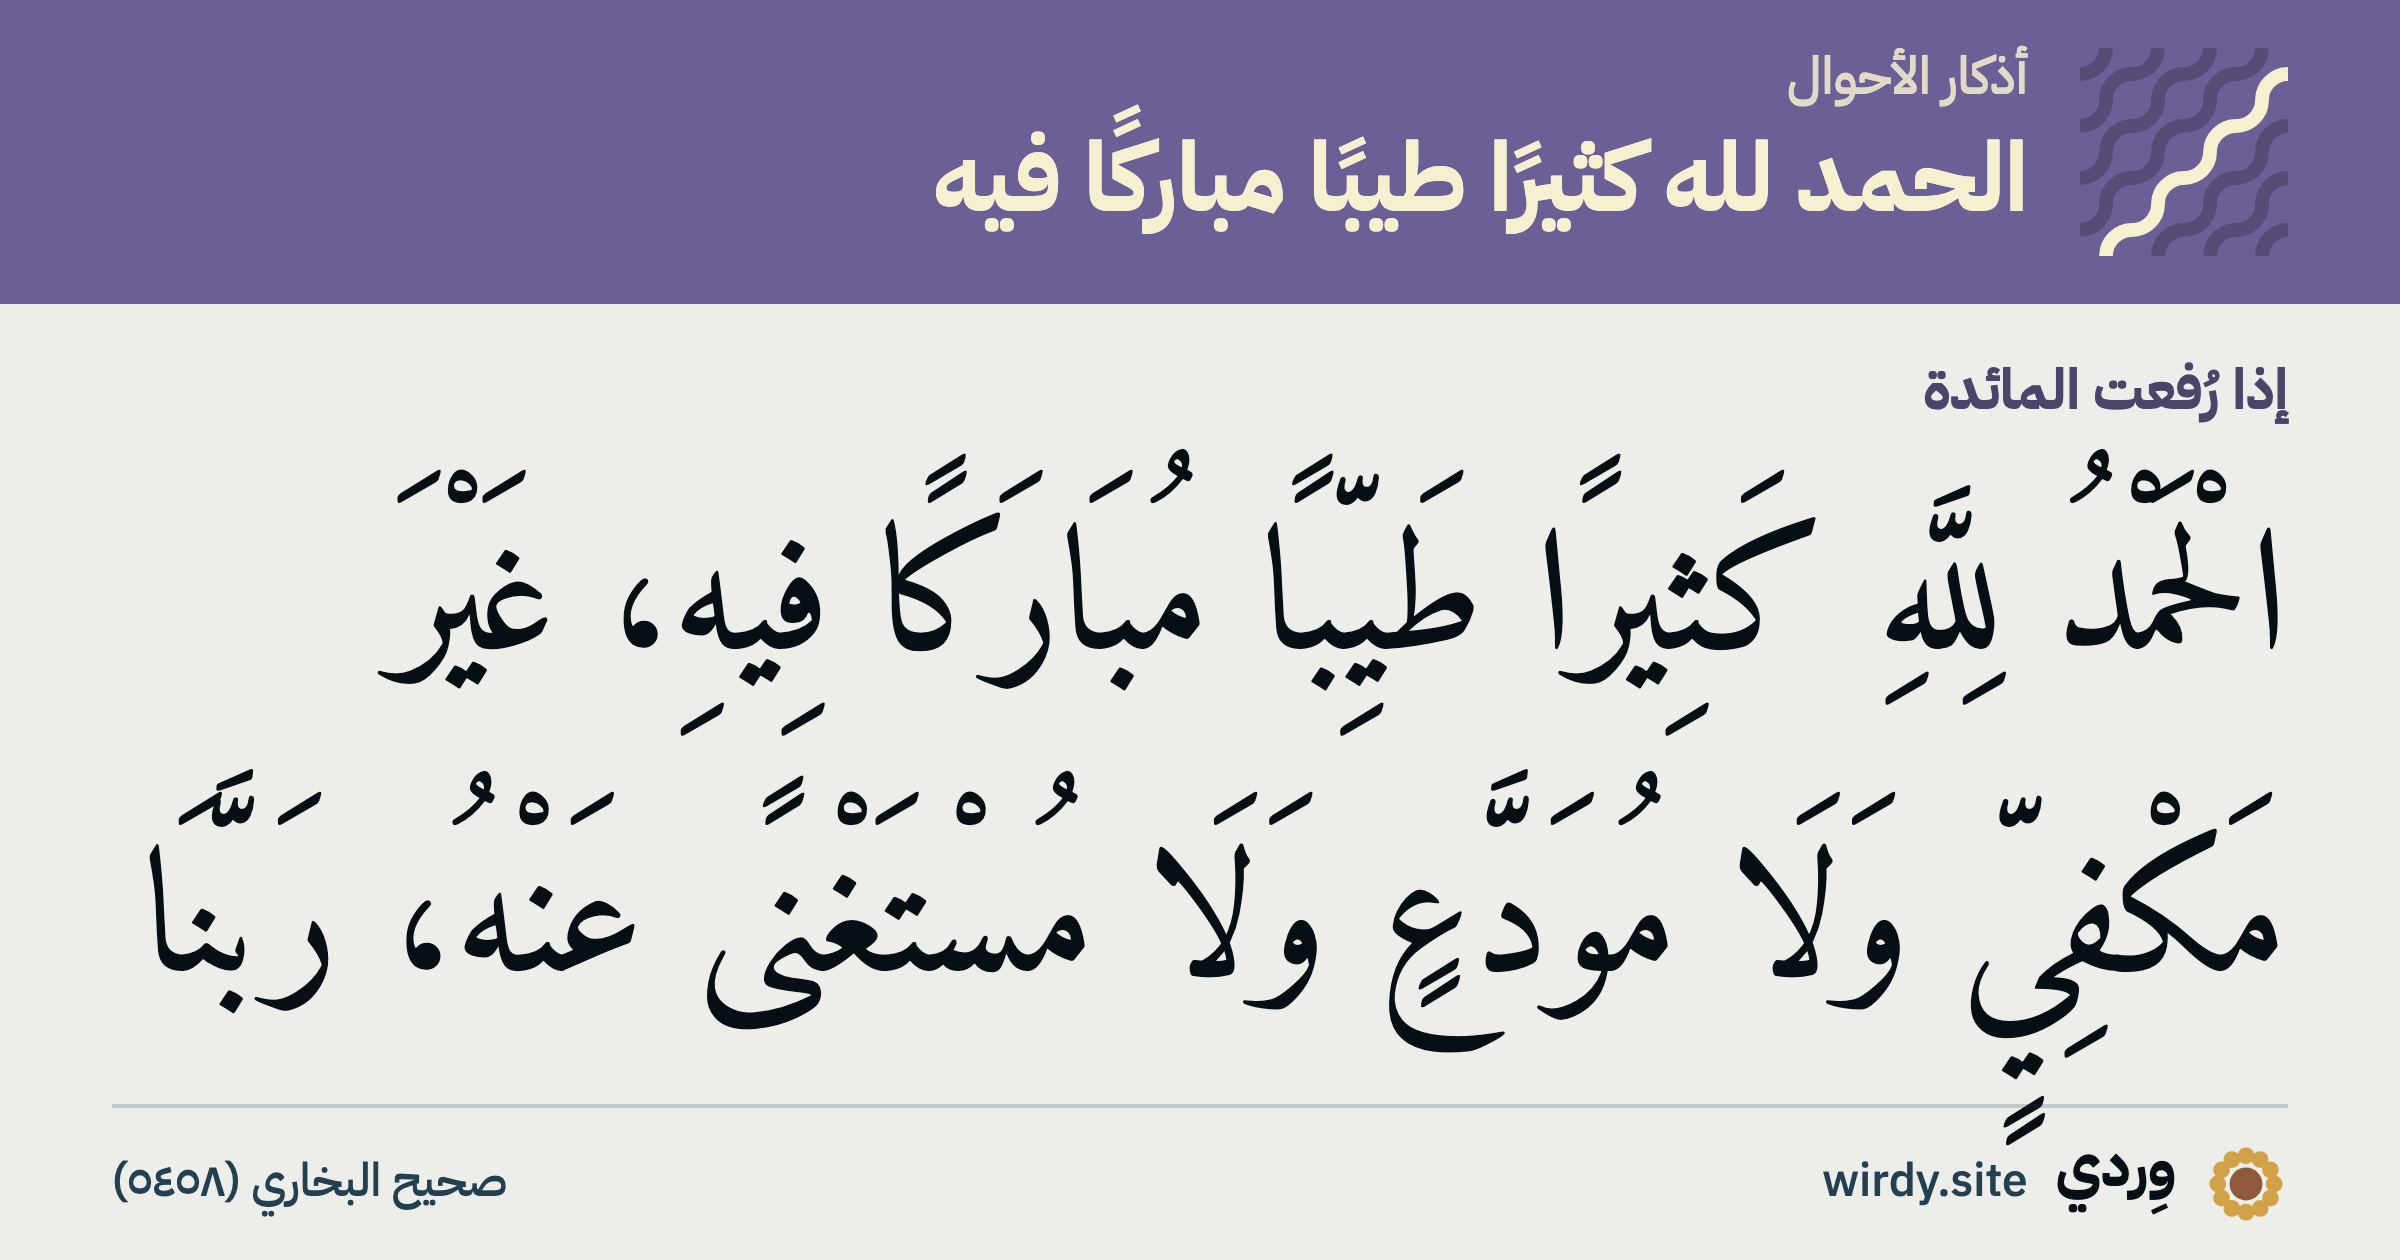 أذكار الأحوال
الحمد لله كثيرًا طيبًا مباركًا فيه
إذا رُفعت المائدة
الْحَمْدُ لِلَّهِ كَثِيرًا طَيِّبًا مُبَارَكًا فِيهِ، غَيْرَ
مَكْفِيٍّ وَلَا مُوَدَّعٍ وَلَا مُسْتَغْنًى عَنْهُ، رَبَّنَا
وِردي wirdy.site
صحيح البخاري (٥٤٥٨)